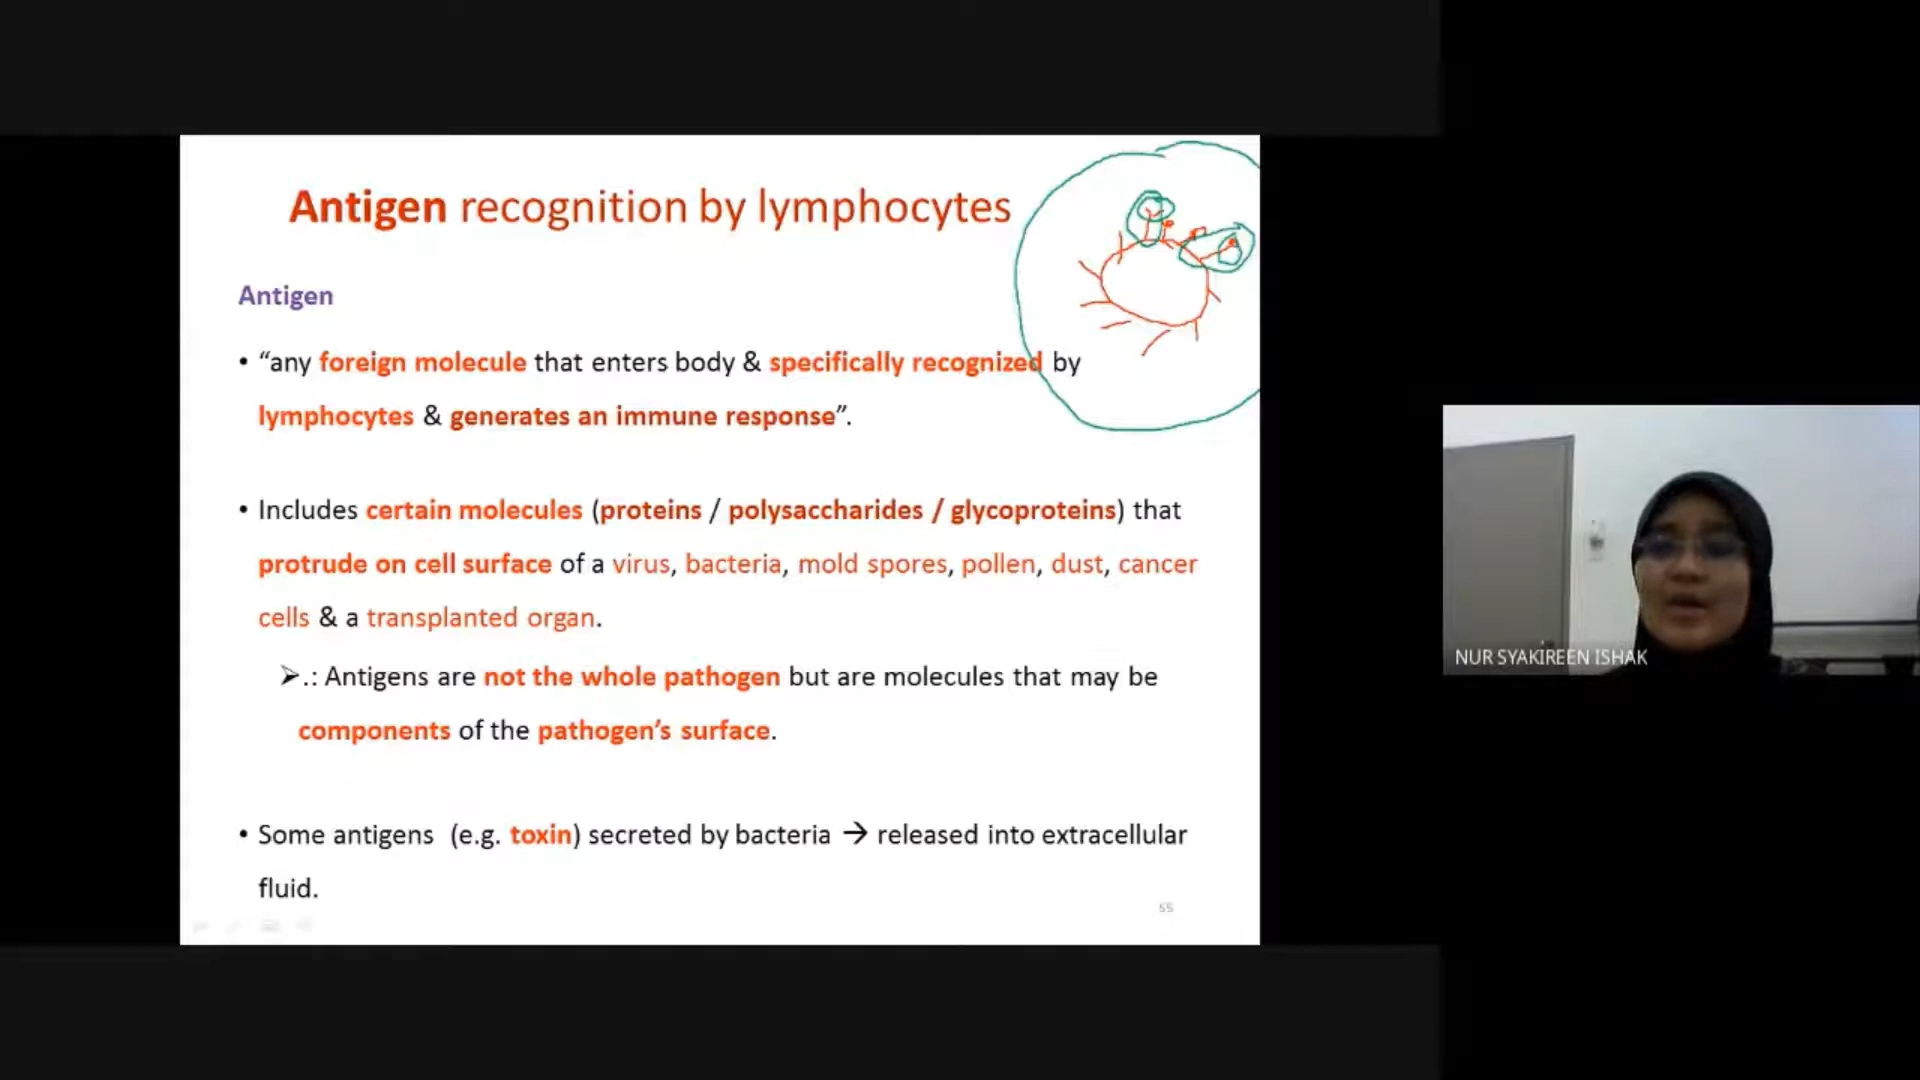 Antigen recognition by lymphocytes
Antigen
• “any foreign molecule that enters body & specifically recognized by
lymphocytes & generates an immune response”.
• Includes certain molecules (proteins / polysaccharides / glycoproteins) that
protrude on cell surface of a virus, bacteria, mold spores, pollen, dust, cancer
cells & a transplanted organ.
➢.: Antigens are not the whole pathogen but are molecules that may be
components of the pathogen’s surface.
• Some antigens (e.g. toxin) secreted by bacteria → released into extracellular
fluid.
55
NUR SYAKIREEN ISHAK